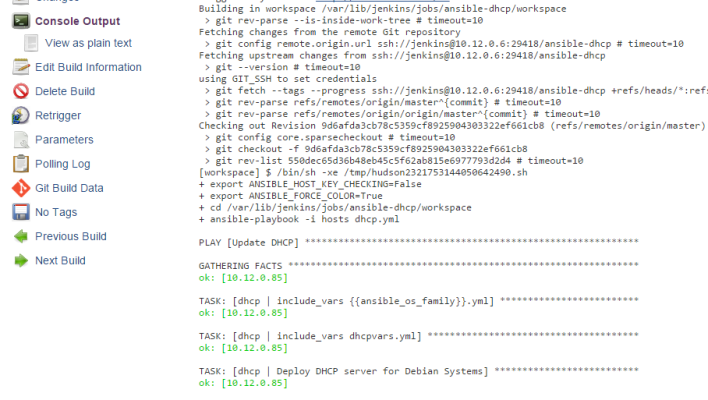 Changes
Console Output
View as plain text
Edit Build Information
Delete Build
Retrigger
Parameters
Polling Log
Git Build Data
No Tags
Previous Build
Next Build
Building in workspace /var/lib/jenkins/jobs/ansible-dhcp/workspace
> git rev-parse --is-inside-work-tree # timeout=10
Fetching changes from the remote Git repository
> git config remote.origin.url ssh://jenkins@10.12.0.6:29418/ansible-dhcp # timeout=10
Fetching upstream changes from ssh://jenkins@10.12.0.6:29418/ansible-dhcp
> git --version # timeout=10
using GIT_SSH to set credentials
> git fetch --tags --progress ssh://jenkins@10.12.0.6:29418/ansible-dhcp +refs/heads/*:refs
> git rev-parse refs/remotes/origin/master^{commit} # timeout=10
> git rev-parse refs/remotes/origin/origin/master^{commit} # timeout=10
Checking out Revision 9d6afda3cb78c5359cf8925904303322ef661cb8 (refs/remotes/origin/master)
> git config core.sparsecheckout # timeout=10
> git checkout -f 9d6afda3cb78c5359cf8925904303322ef661cb8
> git rev-list 550dec65d36b48eb45c5f62ab815e6977793d2d4 # timeout=10
[workspace] $ /bin/sh -xe /tmp/hudson2321753144050642490.sh
+ export ANSIBLE_HOST_KEY_CHECKING=False
+ export ANSIBLE_FORCE_COLOR=True
+ cd /var/lib/jenkins/jobs/ansible-dhcp/workspace
+ ansible-playbook -i hosts dhcp.yml
PLAY [Update DHCP] ************************************************************
GATHERING FACTS ***************************************************************
ok: [10.12.0.85]
TASK: [dhcp | include_vars {{ansible_os_family}}.yml] *************************
ok: [10.12.0.85]
TASK: [dhcp | include_vars dhcpvars.yml] **************************************
ok: [10.12.0.85]
TASK: [dhcp | Deploy DHCP server for Debian Systems] **************************
ok: [10.12.0.85]